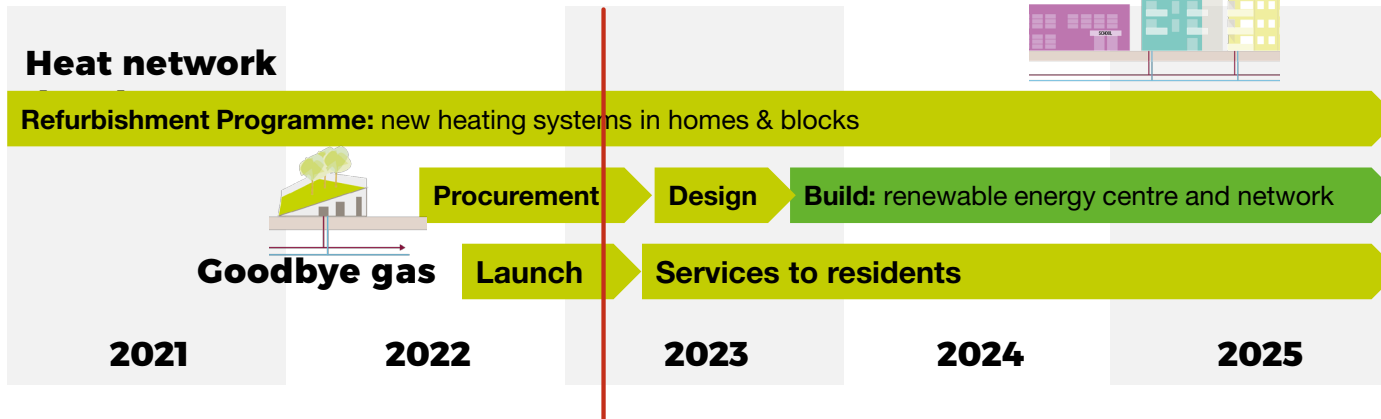 SCHOOL
Heat network
Refurbishment Programme: new heating systems in homes & blocks
Procurement
Design
Build: renewable energy centre and network
Goodbye gas
Launch
Services to residents
2021
2022
2023
2024
2025